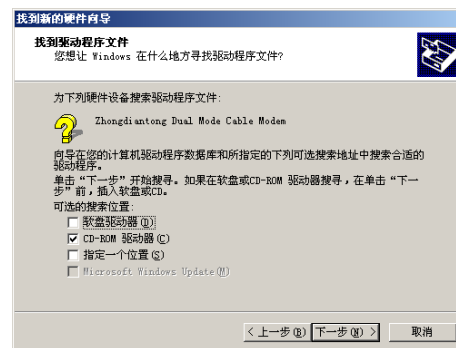 找到新的硬件向导
找到驱动程序文件
您想让 Windows 在什么地方寻找驱动程序文件?
为下列硬件设备搜索驱动程序文件:
Zhongdiantong Dual Mode Cable Modem
向导在您的计算机驱动程序数据库和所指定的下列可选搜索地址中搜索合适的
驱动程序。
单击“下一步”开始搜寻。如果在软盘或CD-ROM 驱动器搜寻，在单击“下一
步”前，插入软盘或CD。
可选的搜索位置:
软盘驱动器(D)
CD-ROM 驱动器(C)
指定一个位置(S)
Microsoft Windows Update(M)
< 上一步(B) 下一步(N) > 取消